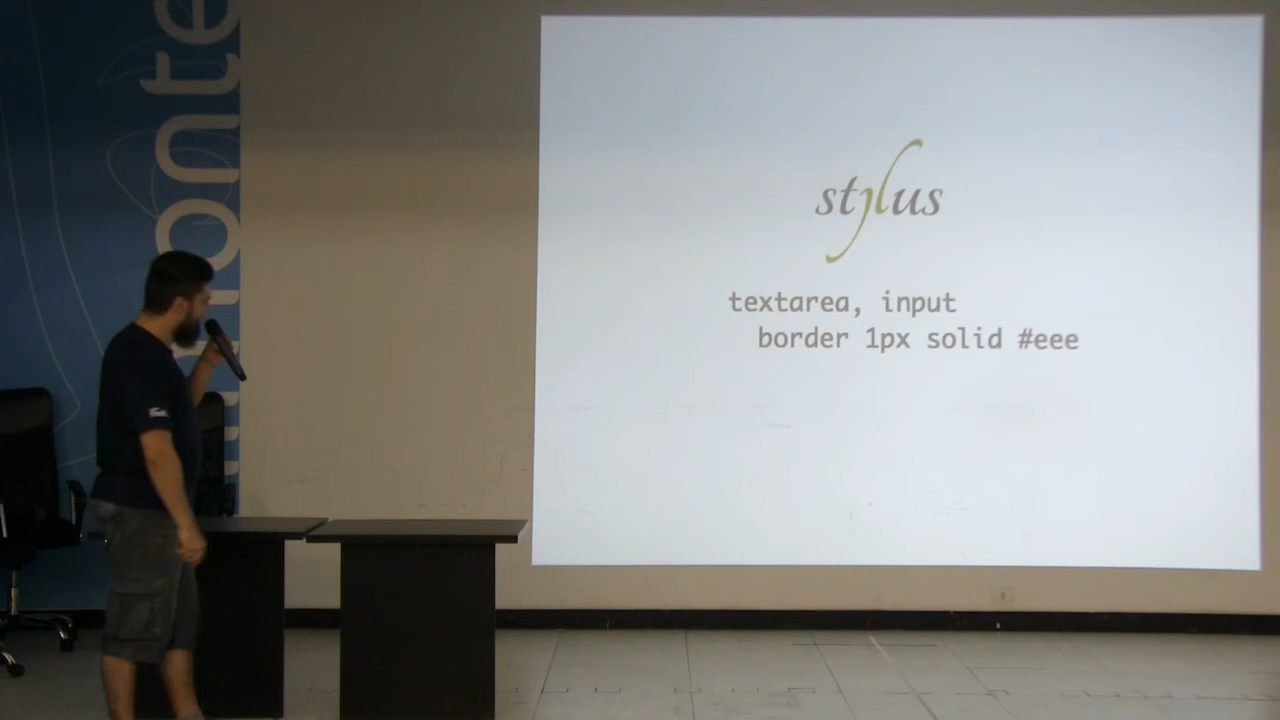 stylus
textarea, input
border 1px solid #eee